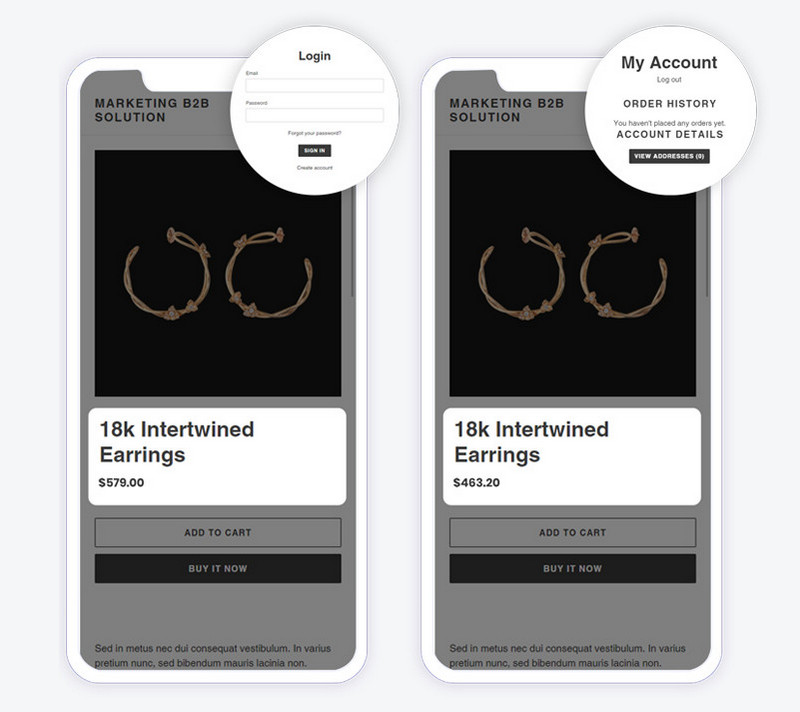 Login
Email
Password
Forgot your password?
SIGN IN
Create account
MARKETING B2B
SOLUTION
18k Intertwined
Earrings
$579.00
ADD TO CART
BUY IT NOW
Sed in metus nec dui consequat vestibulum. In varius
pretium nunc, sed bibendum mauris lacinia non.
My Account
Log out
ORDER HISTORY
You haven't placed any orders yet.
ACCOUNT DETAILS
VIEW ADDRESSES (0)
MARKETING B2B
SOLUTION
18k Intertwined
Earrings
$463.20
ADD TO CART
BUY IT NOW
Sed in metus nec dui consequat vestibulum. In varius
pretium nunc, sed bibendum mauris lacinia non.